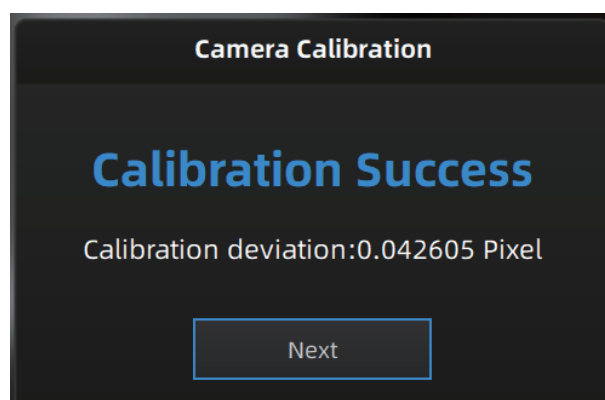 Camera Calibration
Calibration Success
Calibration deviation:0.042605 Pixel
Next